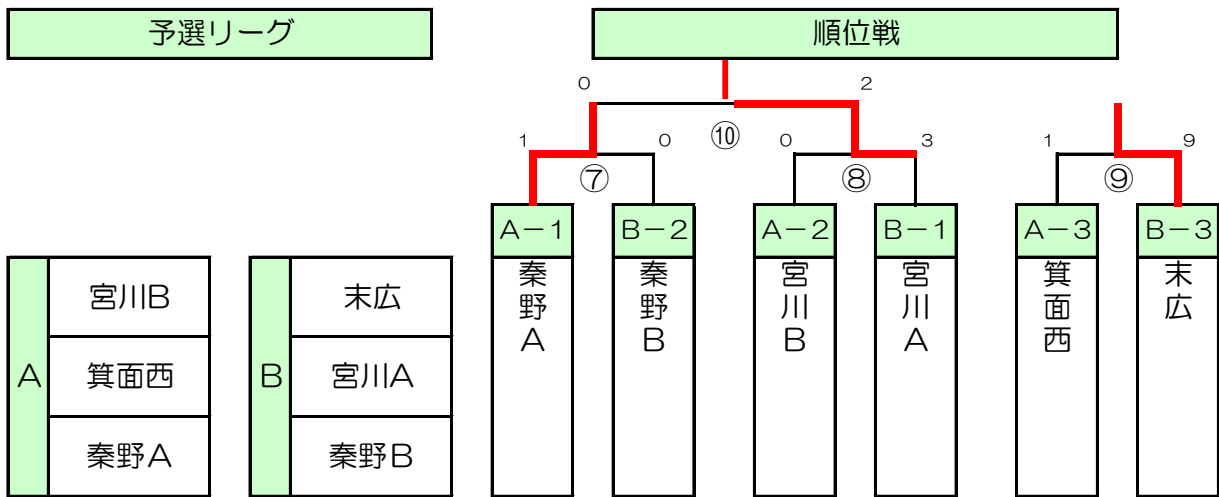 予選リーグ
順位戦
0
2
1
0
⑩
0
3
1
9
⑦
⑧
⑨
A-1
B-2
A-2
B-1
A-3
B-3
秦野A
秦野B
宮川B
宮川A
箕面西
末広
A
宮川B
箕面西
秦野A
B
末広
宮川A
秦野B